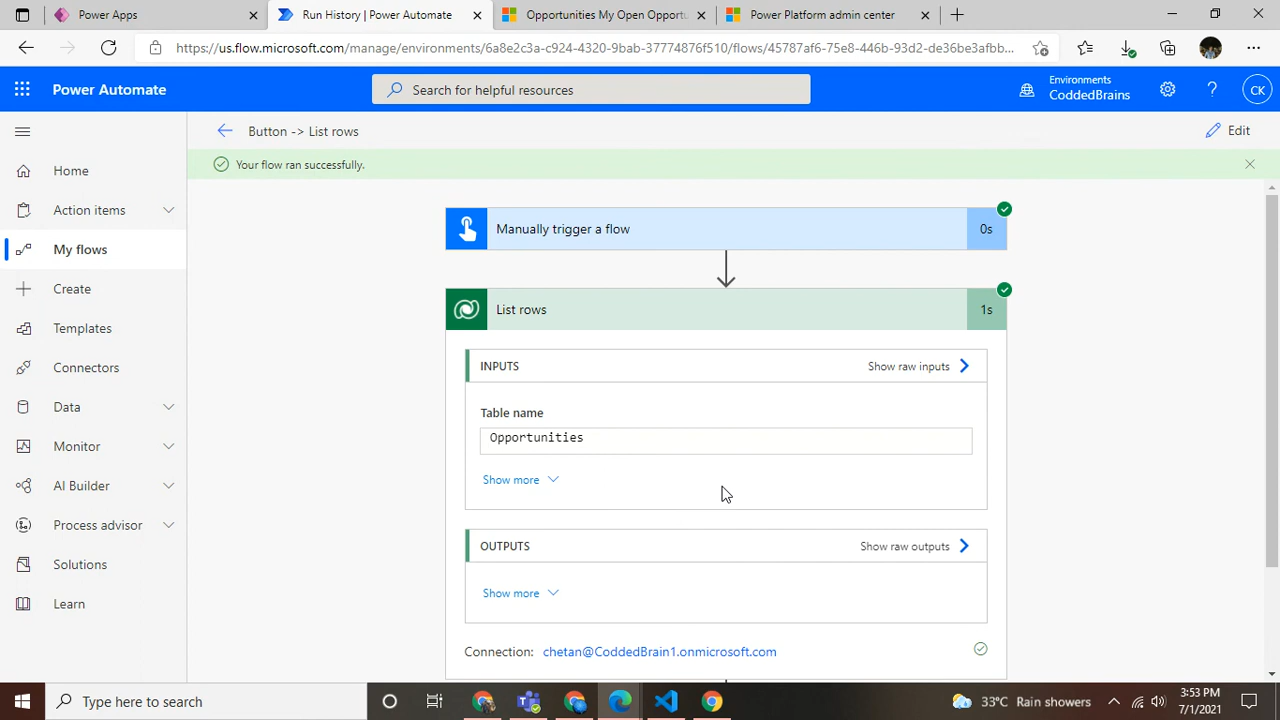 Power Apps
Run History | Power Automate
Opportunities My Open Opportu
Power Platform admin center
https://us.flow.microsoft.com/manage/environments/6a8e2c3a-c924-4320-9bab-37774876f510/flows/45787af6-75e8-446b-93d2-de36be3afbb...
Power Automate
Search for helpful resources
Environments
CoddedBrains
CK
Button -> List rows
Edit
Your flow ran successfully.
Home
Action items
My flows
Create
Templates
Connectors
Data
Monitor
AI Builder
Process advisor
Solutions
Learn
Manually trigger a flow
0s
List rows
1s
INPUTS
Show raw inputs
Table name
Opportunities
Show more
OUTPUTS
Show raw outputs
Show more
Connection: chetan@CoddedBrain1.onmicrosoft.com
Type here to search
33°C Rain showers
3:53 PM
7/1/2021